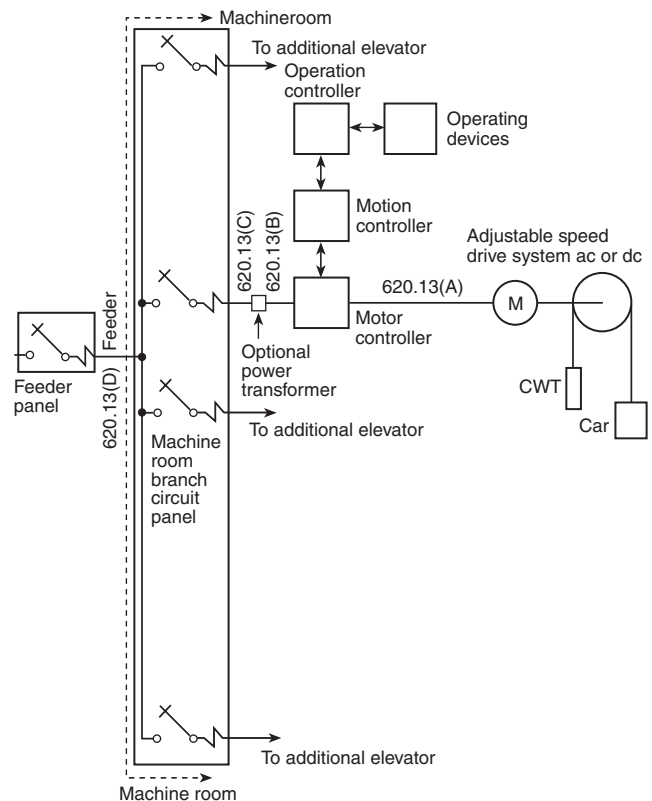 Machineroom
To additional elevator
Operation
controller
Operating
devices
Motion
controller
620.13(C)
620.13(B)
Adjustable speed
drive system ac or dc
620.13(A)
M
Motor
controller
Optional
power
transformer
Feeder
620.13(D)
Feeder
panel
CWT
Car
To additional elevator
Machine
room
branch
circuit
panel
To additional elevator
Machine room